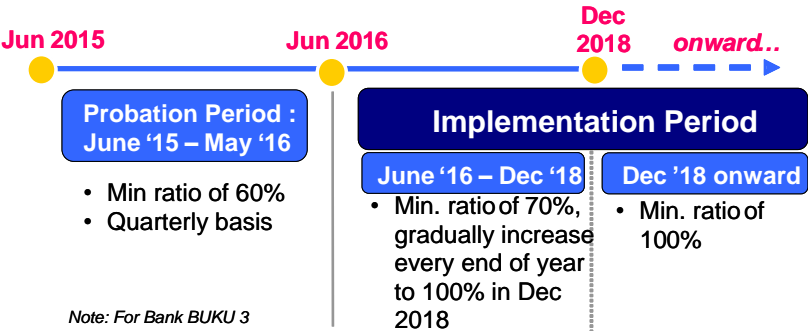 Jun 2015
Jun 2016
Dec
2018
onward...
Probation Period :
June ‘15 – May ‘16
• Min ratio of 60%
• Quarterly basis
Note: For Bank BUKU 3
Implementation Period
June ‘16 – Dec ‘18
• Min. ratio of 70%,
gradually increase
every end of year
to 100% in Dec
2018
Dec ’18 onward
• Min. ratio of
100%